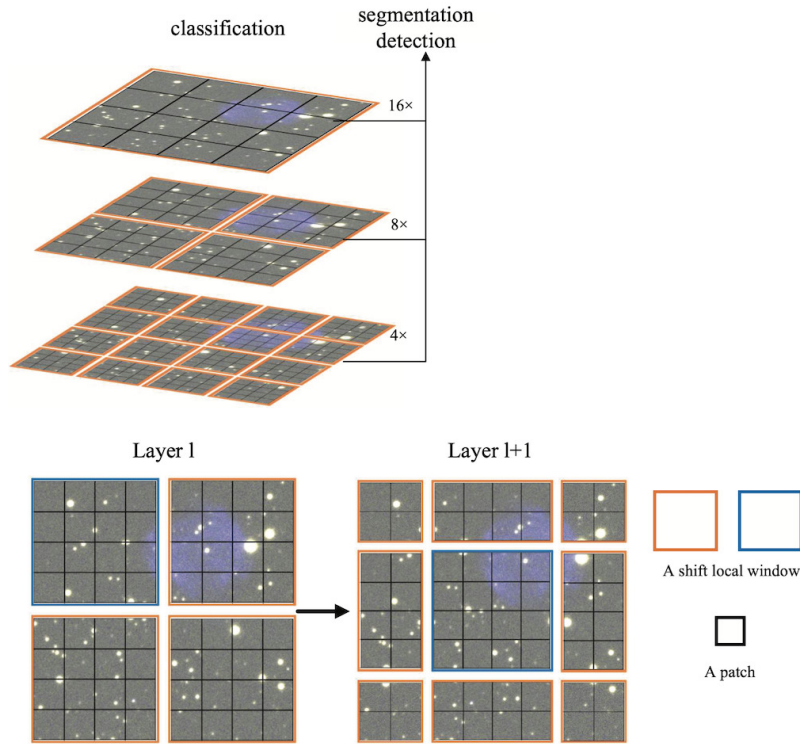 classification
segmentation
detection
16×
8×
4×
Layer l
Layer l+1
A shift local window
A patch